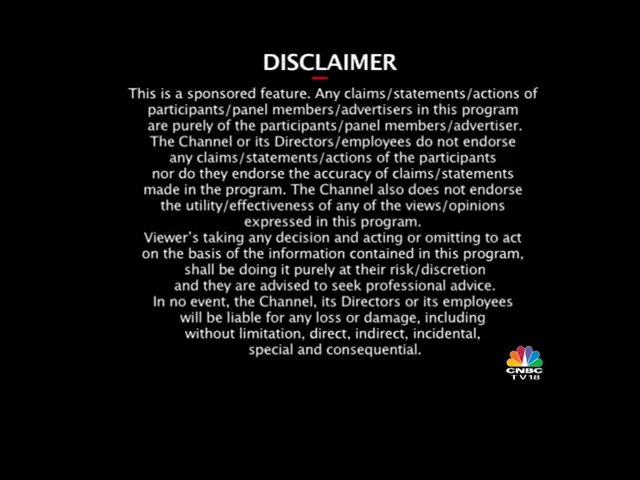 DISCLAIMER
This is a sponsored feature. Any claims/statements/actions of
participants/panel members/advertisers in this program
are purely of the participants/panel members/advertiser.
The Channel or its Directors/employees do not endorse
any claims/statements/actions of the participants
nor do they endorse the accuracy of claims/statements
made in the program. The Channel also does not endorse
the utility/effectiveness of any of the views/opinions
expressed in this program.
Viewer's taking any decision and acting or omitting to act
on the basis of the information contained in this program,
shall be doing it purely at their risk/discretion
and they are advised to seek professional advice.
In no event, the Channel, its Directors or its employees
will be liable for any loss or damage, including
without limitation, direct, indirect, incidental,
special and consequential.
CNBC
TV18